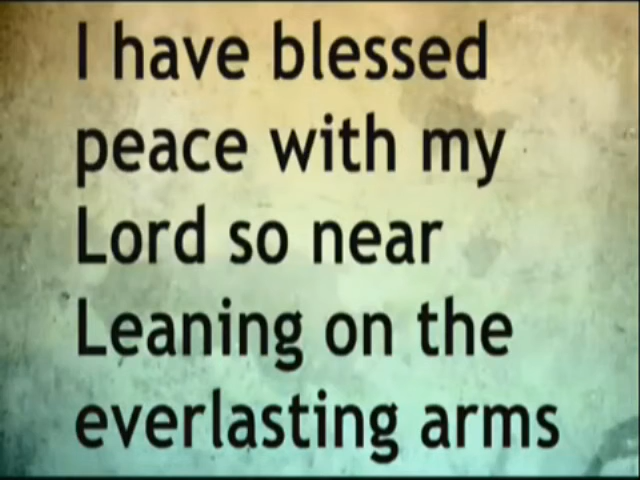 I have blessed
peace with my
Lord so near
Leaning on the
everlasting arms